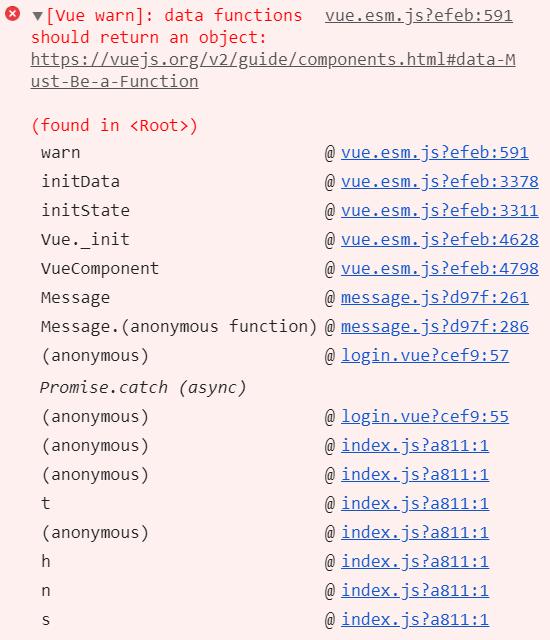 ▼[Vue warn]: data functions vue.esm.js?efeb:591
should return an object:
https://vuejs.org/v2/guide/components.html#data-M
ust-Be-a-Function
(found in <Root>)
warn @ vue.esm.js?efeb:591
initData @ vue.esm.js?efeb:3378
initState @ vue.esm.js?efeb:3311
Vue._init @ vue.esm.js?efeb:4628
VueComponent @ vue.esm.js?efeb:4798
Message @ message.js?d97f:261
Message.(anonymous function) @ message.js?d97f:286
(anonymous) @ login.vue?cef9:57
Promise.catch (async)
(anonymous) @ login.vue?cef9:55
(anonymous) @ index.js?a811:1
(anonymous) @ index.js?a811:1
t @ index.js?a811:1
(anonymous) @ index.js?a811:1
h @ index.js?a811:1
n @ index.js?a811:1
s @ index.js?a811:1